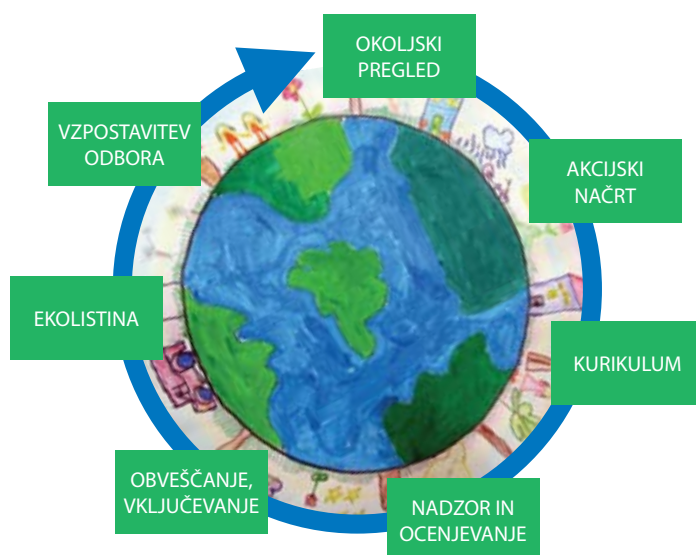 OKOLJSKI
PREGLED
VZPOSTAVITEV
ODBORA
AKCIJSKI
NAČRT
EKOLISTINA
KURIKULUM
OBVEŠČANJE,
VKLJUČEVANJE
NADZOR IN
OCENJEVANJE